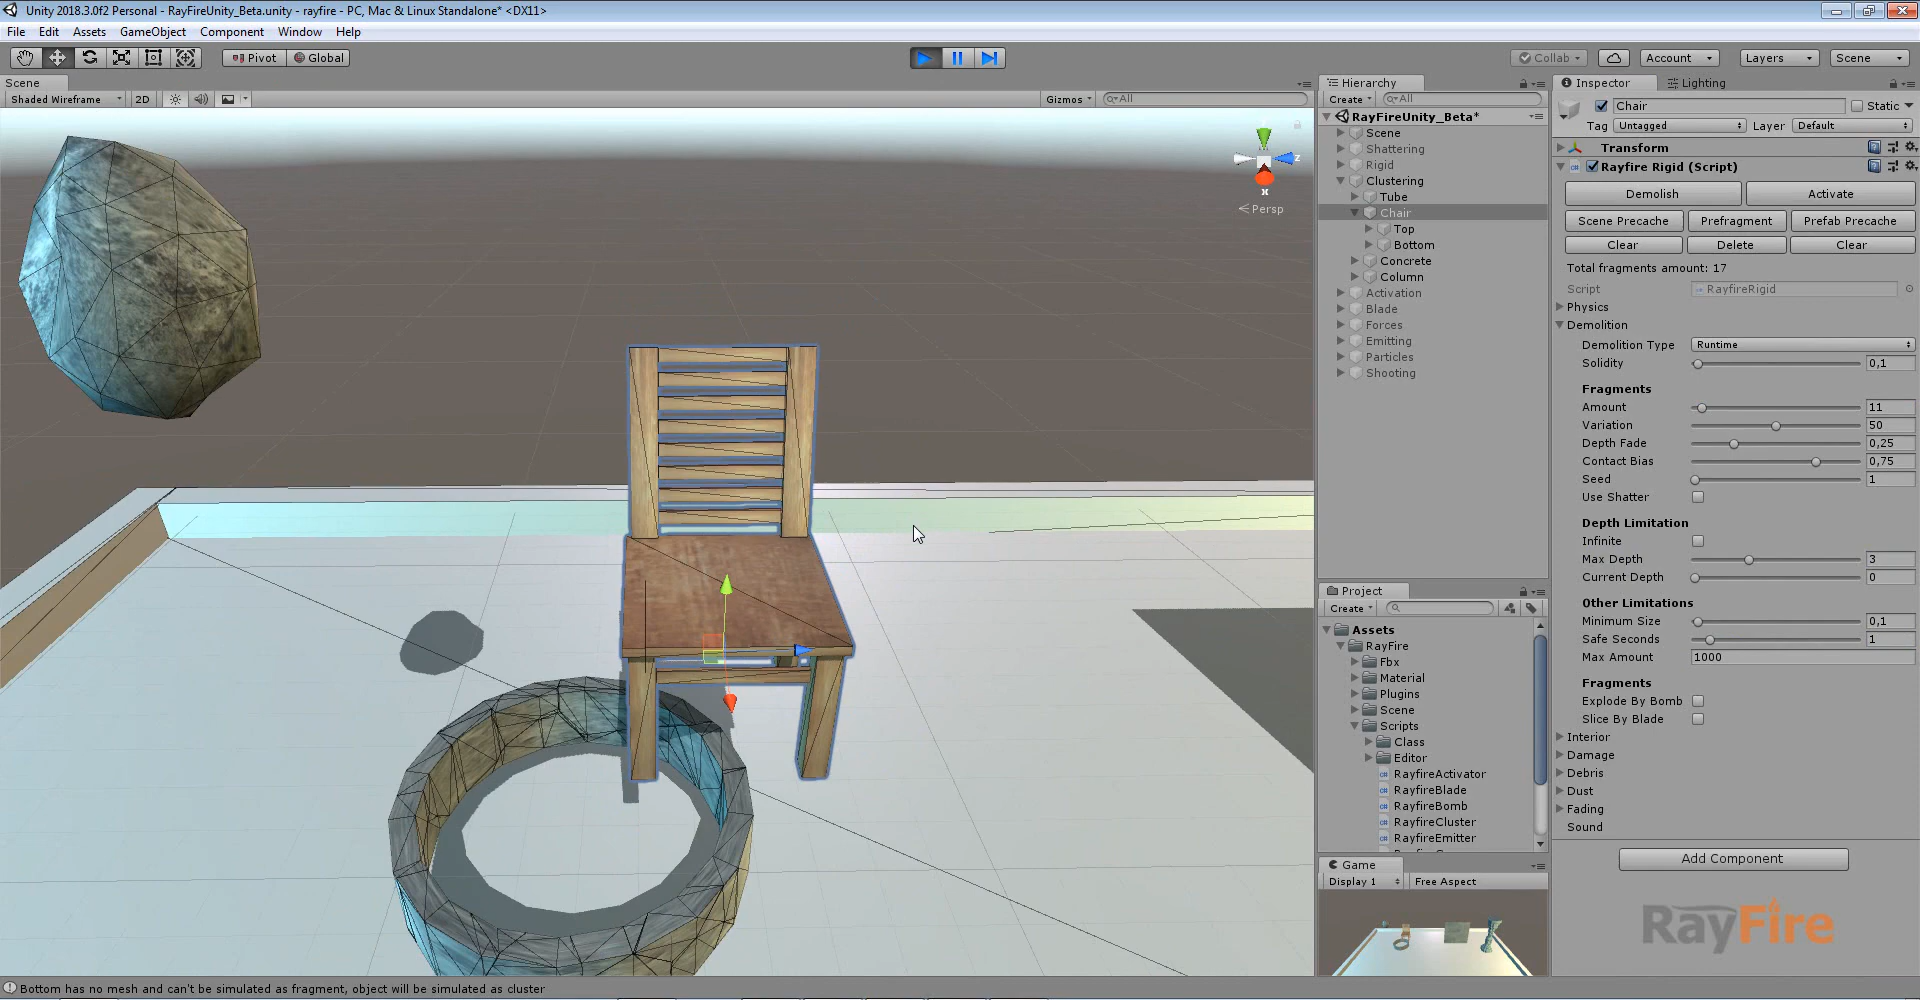 Unity 2018.3.0f2 Personal - RayFireUnity_Beta.unity - rayfire - PC, Mac & Linux Standalone* <DX11>
File Edit Assets GameObject Component Window Help
Pivot Global Collab Account Layers Scene
Scene
Shaded Wireframe 2D Gizmos All
z
x
Persp
Hierarchy
Create All
RayFireUnity_Beta*
Scene
Shattering
Rigid
Clustering
Tube
Chair
Top
Bottom
Concrete
Column
Activation
Blade
Forces
Emitting
Particles
Shooting
Project
Create
Assets
RayFire
Fbx
Material
Plugins
Scene
Scripts
Class
Editor
RayfireActivator
RayfireBlade
RayfireBomb
RayfireCluster
RayfireEmitter
Game
Display 1 Free Aspect
Inspector Lighting
Chair Static
Tag Untagged Layer Default
Transform
Rayfire Rigid (Script)
Demolish Activate
Scene Precache Prefragment Prefab Precache
Clear Delete Clear
Total fragments amount: 17
Script RayfireRigid
Physics
Demolition
Demolition Type Runtime
Solidity 0,1
Fragments
Amount 11
Variation 50
Depth Fade 0,25
Contact Bias 0,75
Seed 1
Use Shatter
Depth Limitation
Infinite
Max Depth 3
Current Depth 0
Other Limitations
Minimum Size 0,1
Safe Seconds 1
Max Amount 1000
Fragments
Explode By Bomb
Slice By Blade
Interior
Damage
Debris
Dust
Fading
Sound
Add Component
RayFire
Bottom has no mesh and can't be simulated as fragment, object will be simulated as cluster